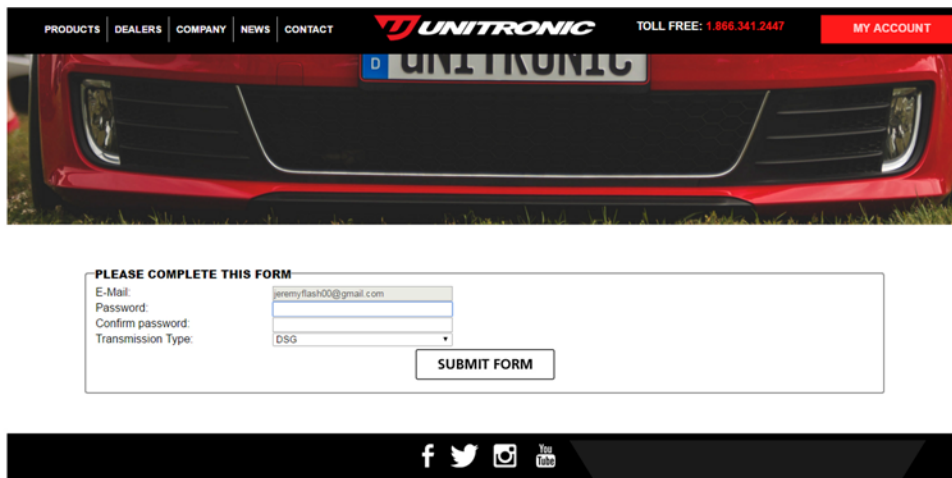 PRODUCTS DEALERS COMPANY NEWS CONTACT UNITRONIC TOLL FREE: 1.866.341.2447 MY ACCOUNT
D UNITRONIC
PLEASE COMPLETE THIS FORM
E-Mail: jeremyflash00@gmail.com
Password:
Confirm password:
Transmission Type: DSG
SUBMIT FORM
f You Tube